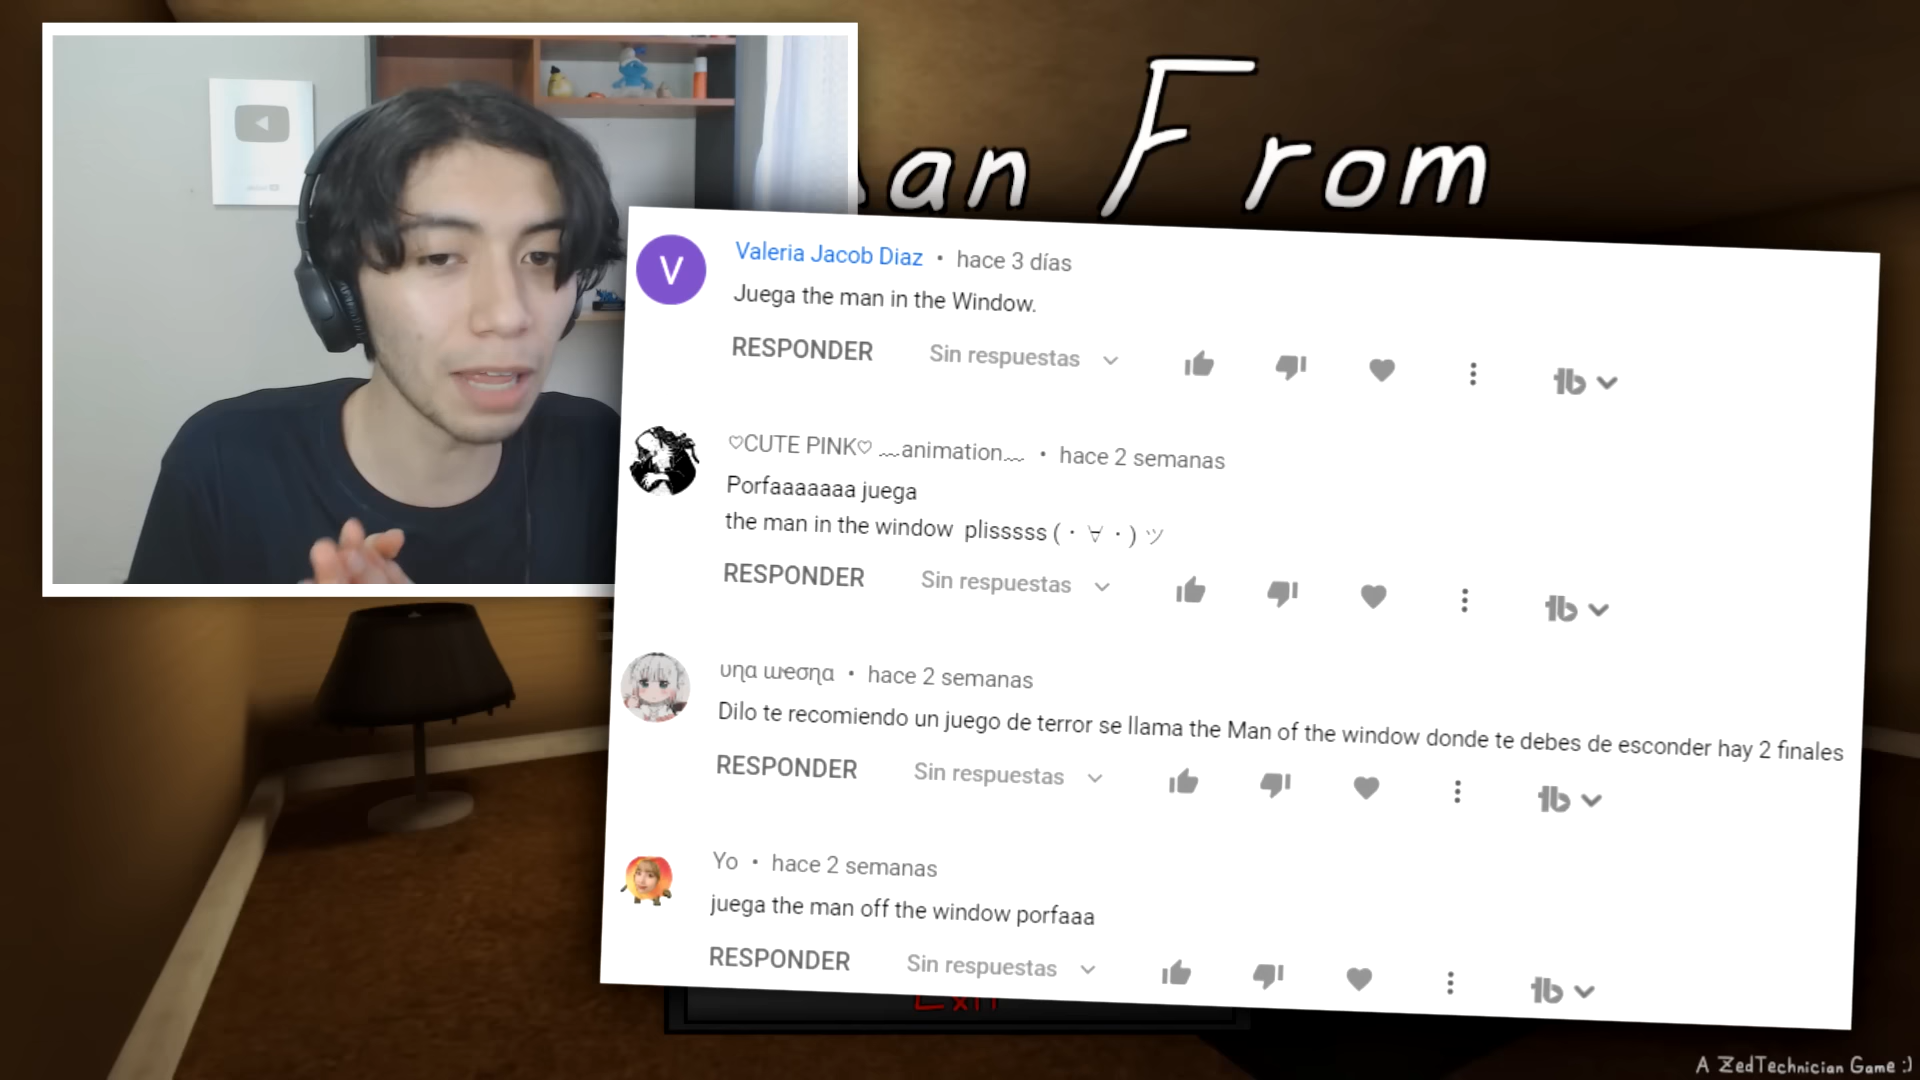 an From
Valeria Jacob Diaz • hace 3 días
Juega the man in the Window.
RESPONDER Sin respuestas
♡CUTE PINK♡ ﹏animation﹏ • hace 2 semanas
Porfaaaaaaa juega
the man in the window plisssss (・∀・) ツ
RESPONDER Sin respuestas
υɳα ɯҽσɳα • hace 2 semanas
Dilo te recomiendo un juego de terror se llama the Man of the window donde te debes de esconder hay 2 finales
RESPONDER Sin respuestas
Yo • hace 2 semanas
juega the man off the window porfaaa
RESPONDER Sin respuestas
Exit
A ZedTechnician Game :)
V